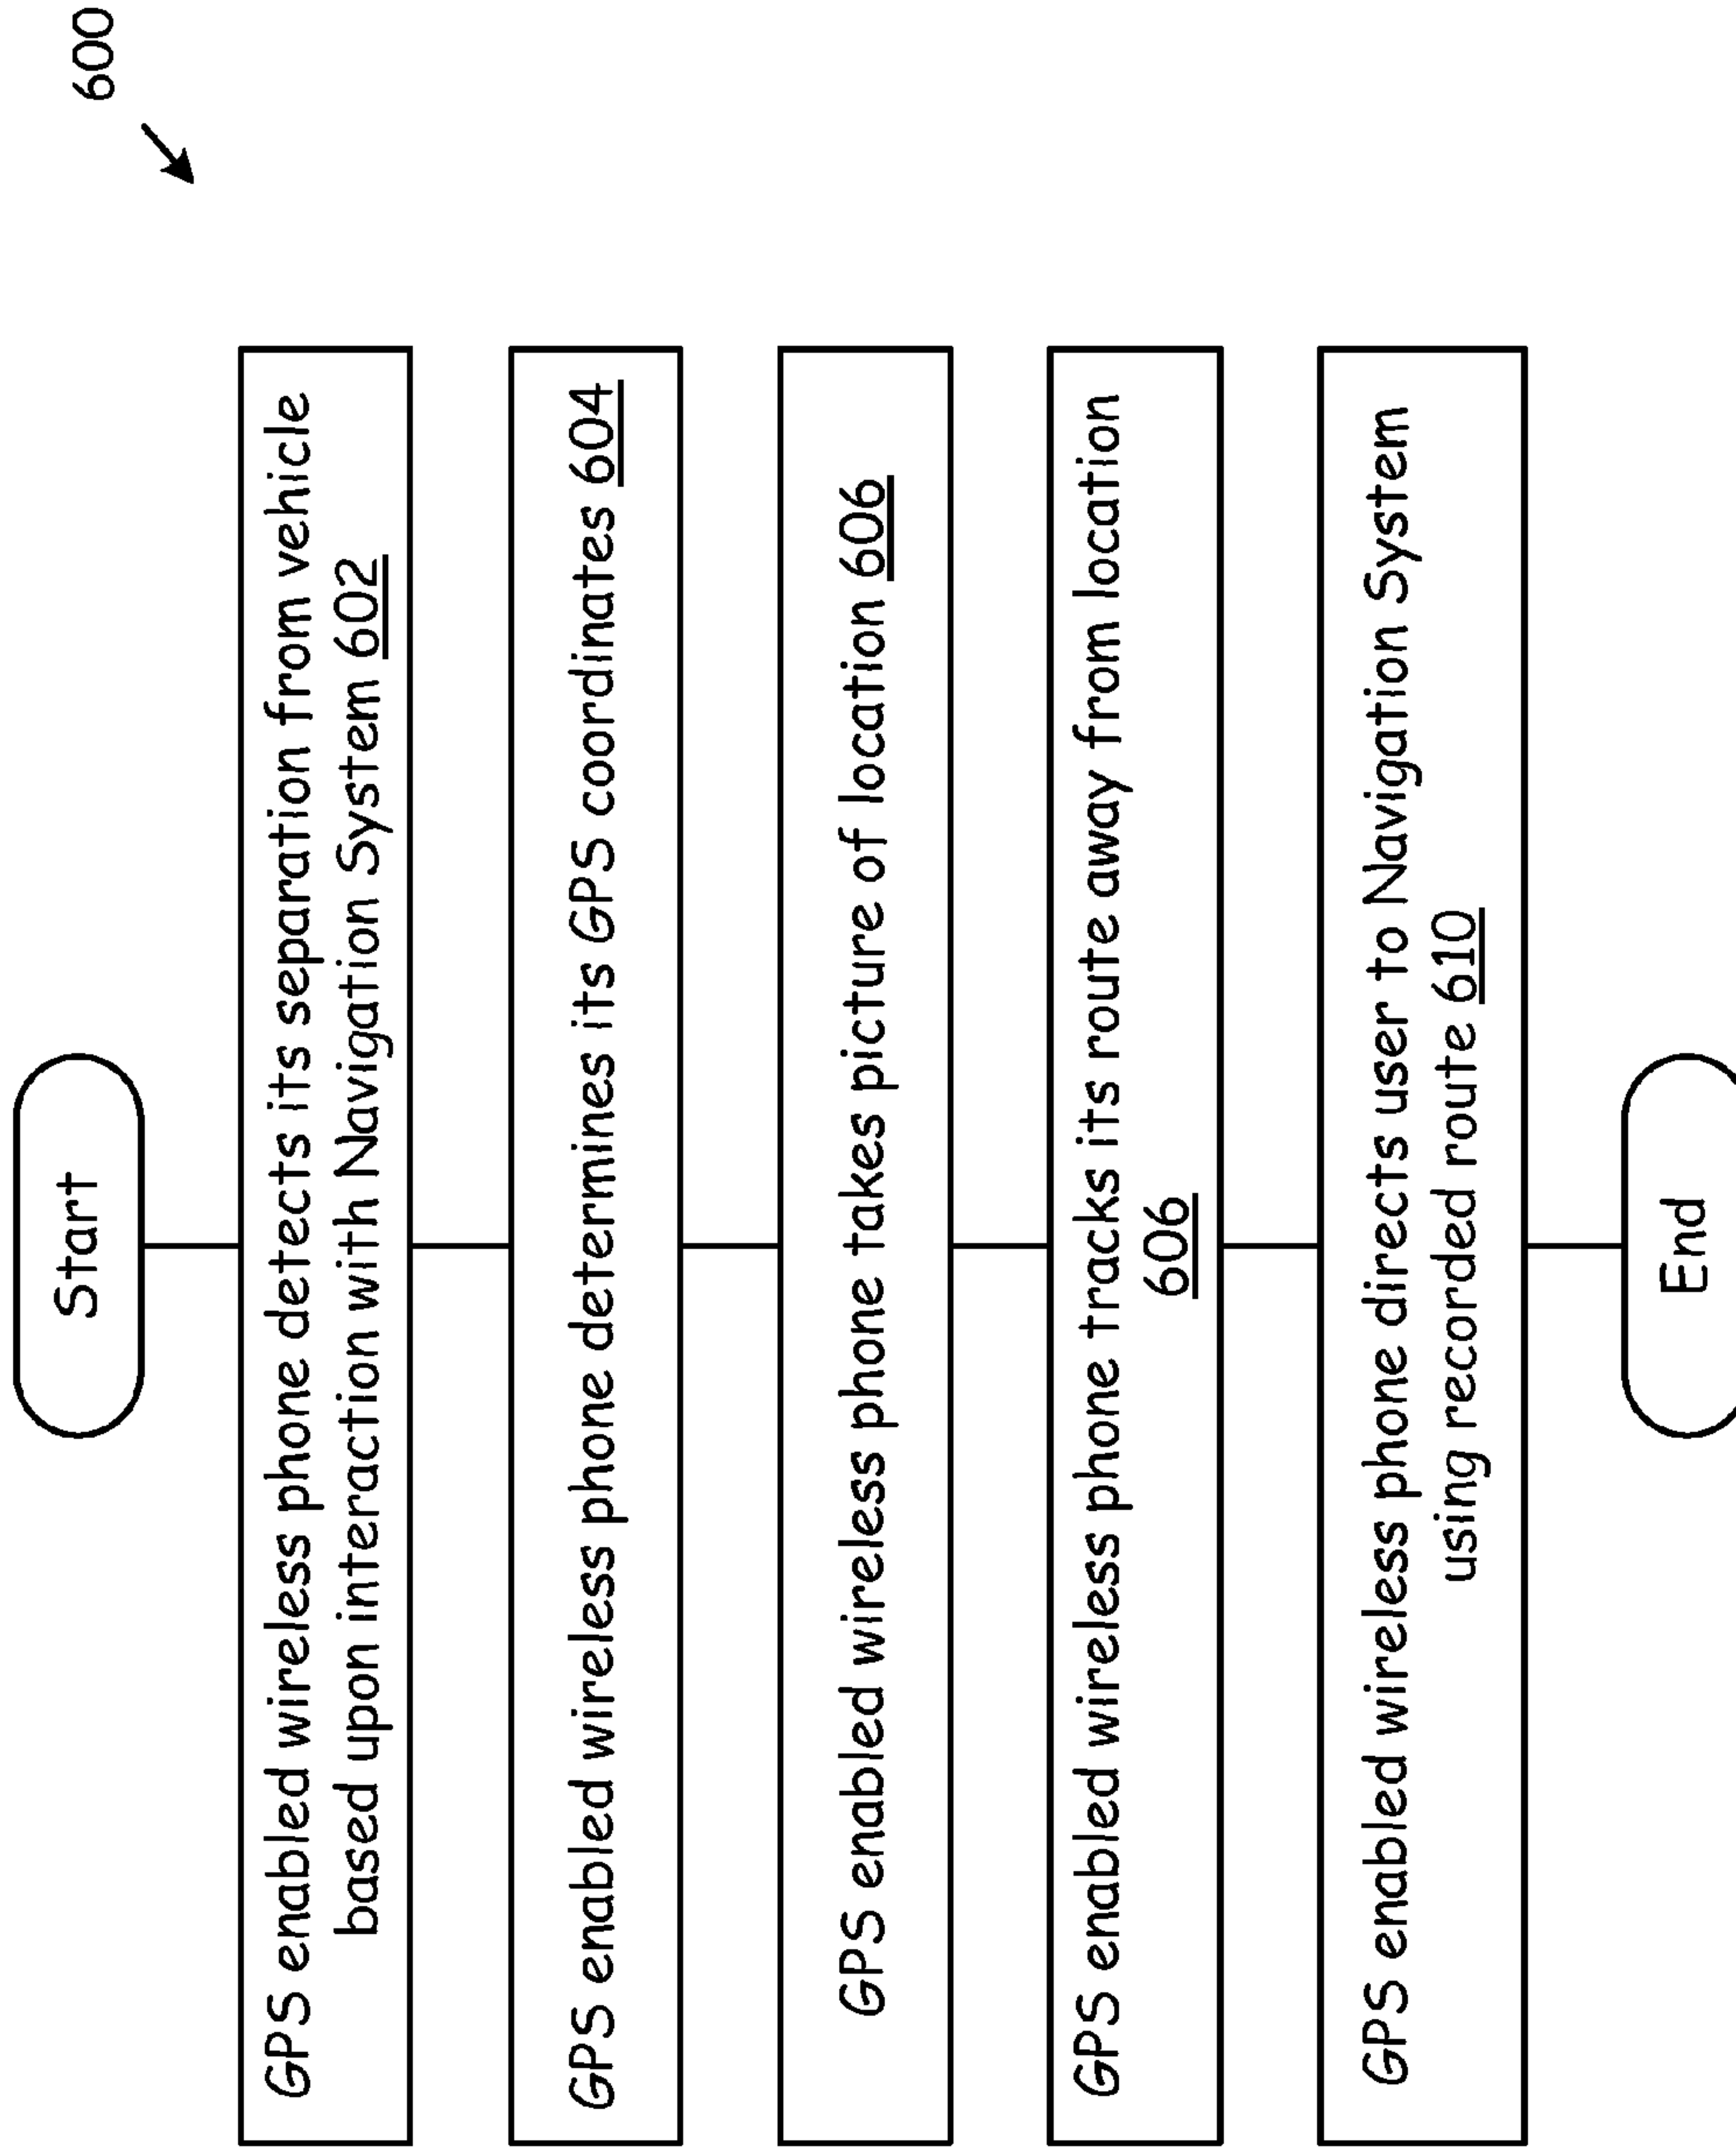 600
Start
GPS enabled wireless phone detects its separation from vehicle
based upon interaction with Navigation System 602
GPS enabled wireless phone determines its GPS coordinates 604
GPS enabled wireless phone takes picture of location 606
GPS enabled wireless phone tracks its route away from location
606
GPS enabled wireless phone directs user to Navigation System
using recorded route 610
End